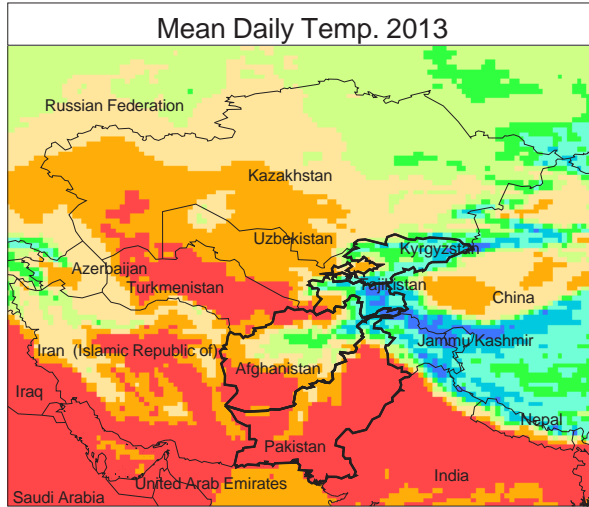 Mean Daily Temp. 2013
Russian Federation
Kazakhstan
Uzbekistan
Kyrgyzstan
Azerbaijan
Turkmenistan
Tajikistan
China
Iran (Islamic Republic of)
Jammu/Kashmir
Afghanistan
Iraq
Nepal
Pakistan
United Arab Emirates
India
Saudi Arabia